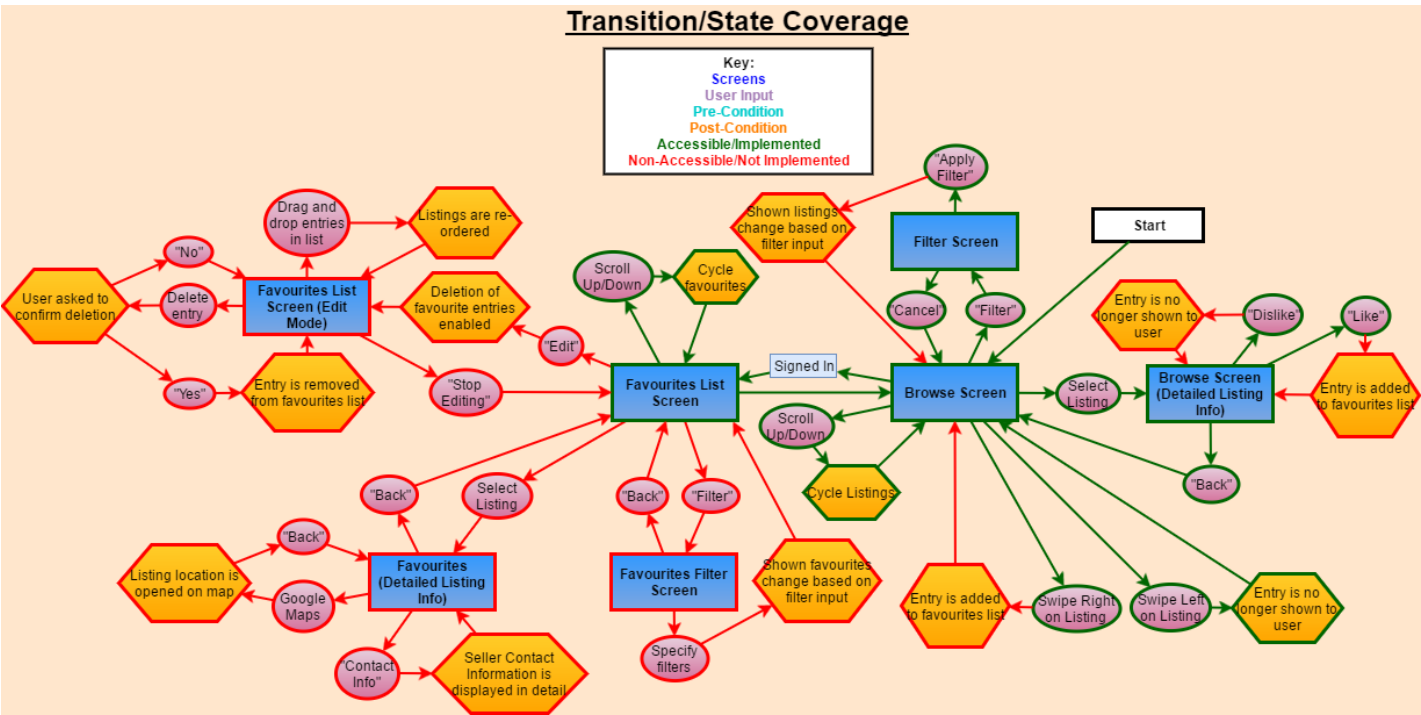 Transition/State Coverage
Key:
Screens
User Input
Pre-Condition
Post-Condition
Accessible/Implemented
Non-Accessible/Not Implemented
"Apply
Filter"
Drag and
drop entries
in list
Listings are re-
ordered
Shown listings
change based on
filter input
Filter Screen
Start
"No"
Scroll
Up/Down
Cycle
favourites
User asked to
confirm deletion
Delete
entry
Favourites List
Screen (Edit
Mode)
Deletion of
favourite entries
enabled
"Cancel"
"Filter"
Entry is no
longer shown to
user
"Dislike"
"Like"
"Edit"
Signed In
"Yes"
Entry is removed
from favourites list
"Stop
Editing"
Favourites List
Screen
Browse Screen
Select
Listing
Browse Screen
(Detailed Listing
Info)
Entry is added
to favourites list
Scroll
Up/Down
"Back"
Select
Listing
"Back"
"Filter"
Cycle Listings
"Back"
"Back"
Listing location is
opened on map
Google
Maps
Favourites
(Detailed Listing
Info)
Favourites Filter
Screen
Shown favourites
change based on
filter input
Entry is added
to favourites list
Swipe Right
on Listing
Swipe Left
on Listing
Entry is no
longer shown to
user
"Contact
Info"
Seller Contact
Information is
displayed in detail
Specify
filters